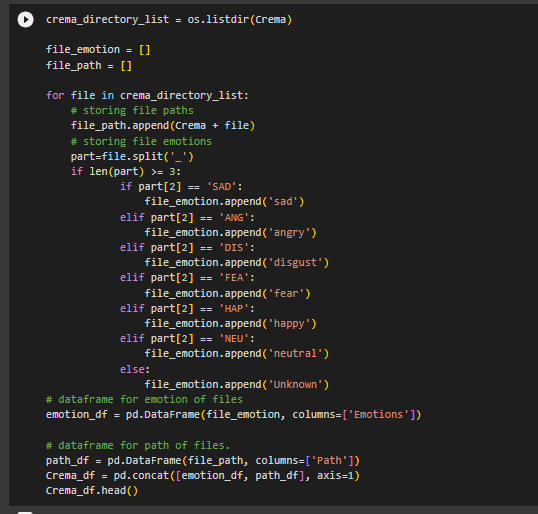 crema_directory_list = os.listdir(Crema)

file_emotion = []
file_path = []

for file in crema_directory_list:
    # storing file paths
    file_path.append(Crema + file)
    # storing file emotions
    part=file.split('_')
    if len(part) >= 3:
            if part[2] == 'SAD':
                file_emotion.append('sad')
            elif part[2] == 'ANG':
                file_emotion.append('angry')
            elif part[2] == 'DIS':
                file_emotion.append('disgust')
            elif part[2] == 'FEA':
                file_emotion.append('fear')
            elif part[2] == 'HAP':
                file_emotion.append('happy')
            elif part[2] == 'NEU':
                file_emotion.append('neutral')
            else:
                file_emotion.append('Unknown')
# dataframe for emotion of files
emotion_df = pd.DataFrame(file_emotion, columns=['Emotions'])

# dataframe for path of files.
path_df = pd.DataFrame(file_path, columns=['Path'])
Crema_df = pd.concat([emotion_df, path_df], axis=1)
Crema_df.head()